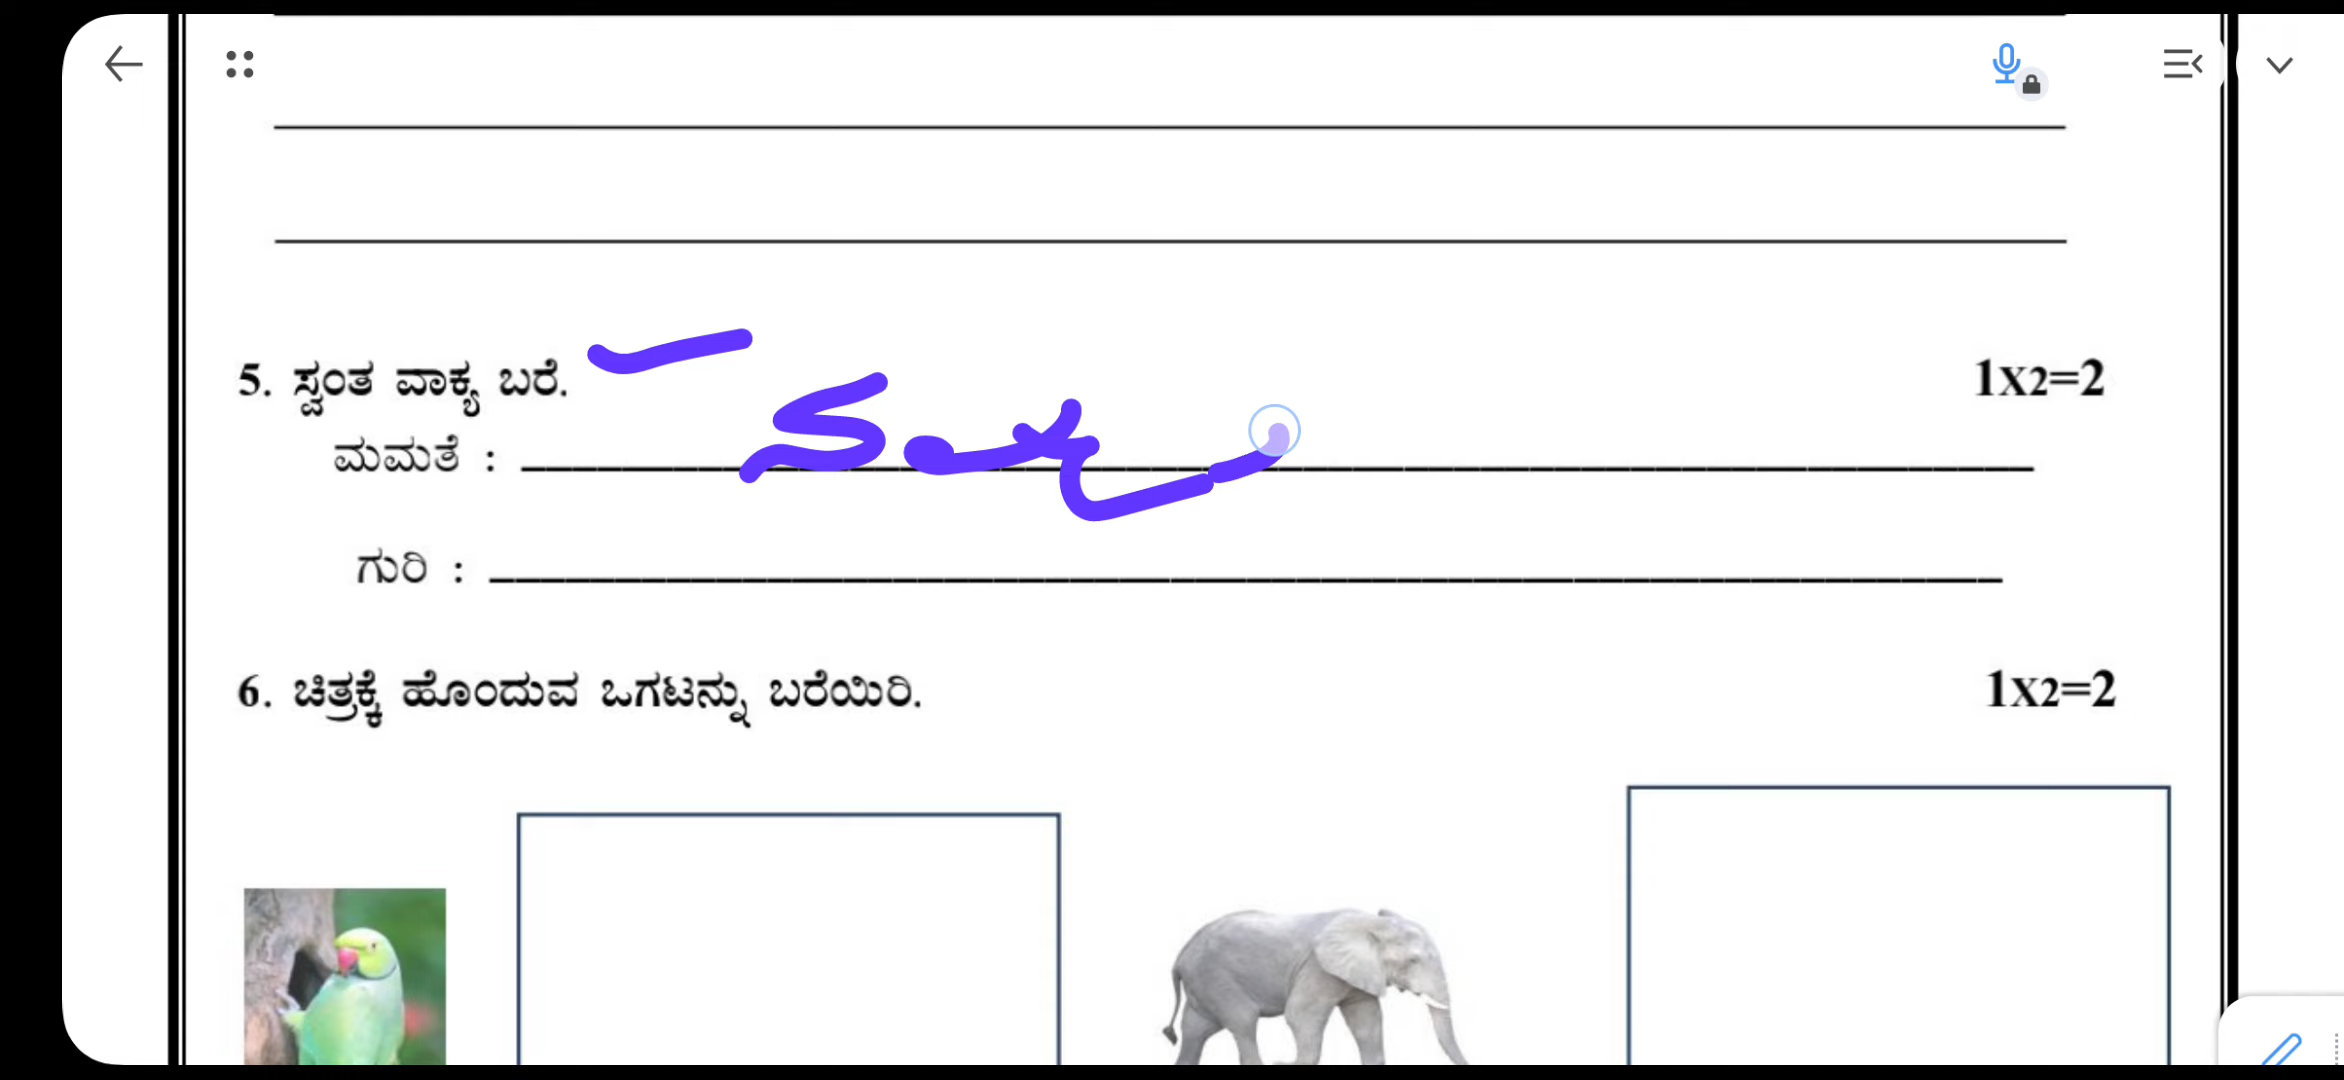 5. ಸ್ವಂತ ವಾಕ್ಯ ಬರೆ. 1X2=2
ಮಮತೆ :
ಗುರಿ :
6. ಚಿತ್ರಕ್ಕೆ ಹೊಂದುವ ಒಗಟನ್ನು ಬರೆಯಿರಿ. 1X2=2